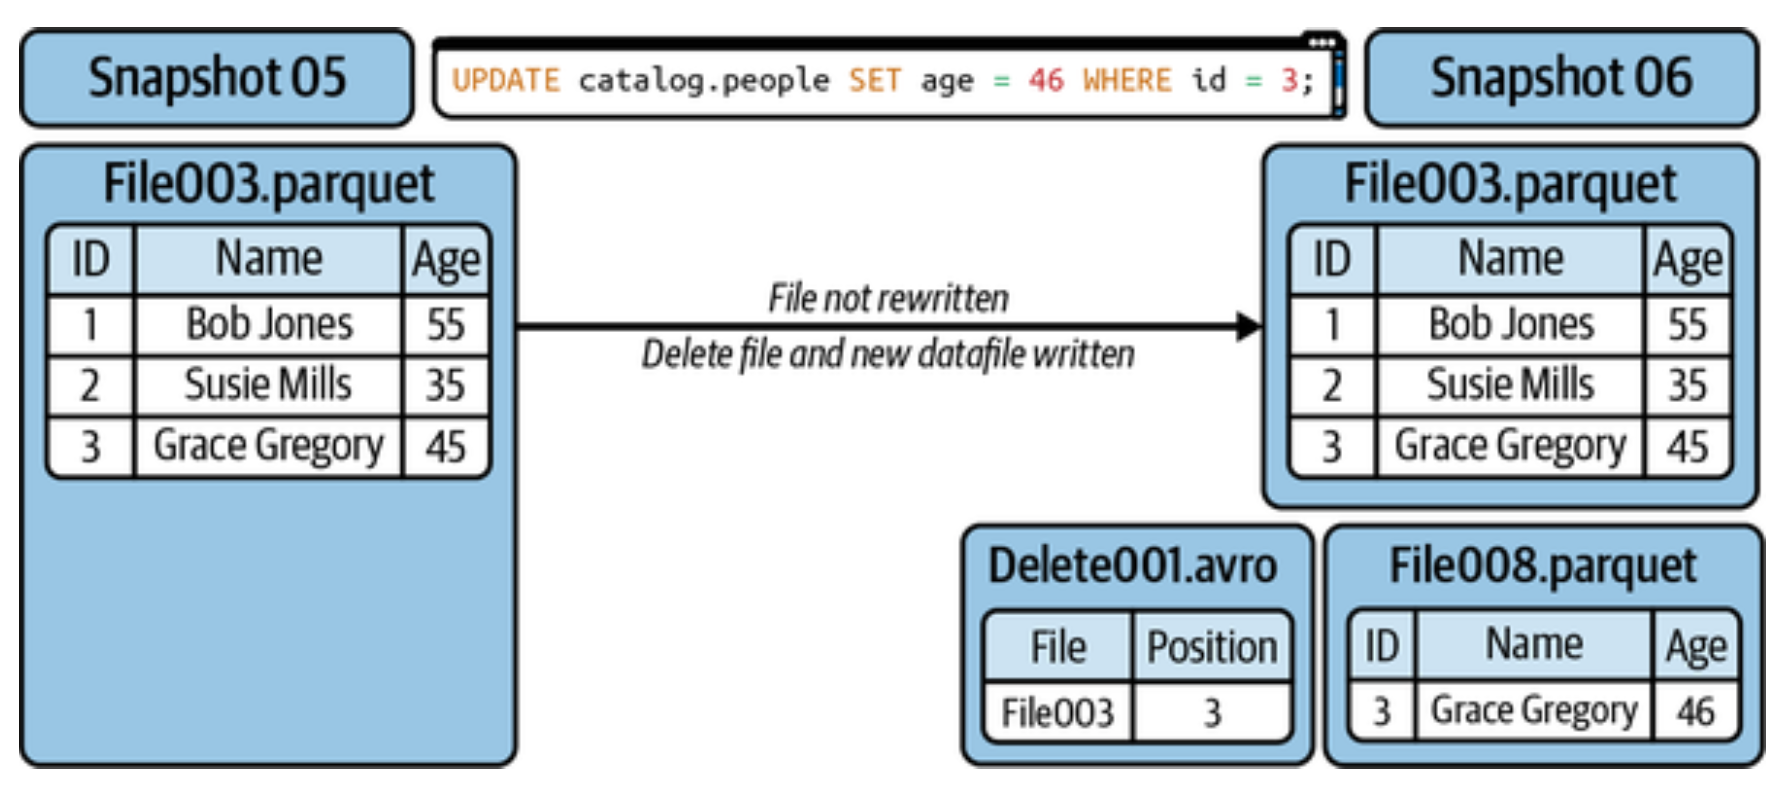 Snapshot 05
UPDATE catalog.people SET age = 46 WHERE id = 3;
Snapshot 06
File003.parquet
ID Name Age
1 Bob Jones 55
2 Susie Mills 35
3 Grace Gregory 45
File not rewritten
Delete file and new datafile written
File003.parquet
ID Name Age
1 Bob Jones 55
2 Susie Mills 35
3 Grace Gregory 45
Delete001.avro
File Position
File003 3
File008.parquet
ID Name Age
3 Grace Gregory 46